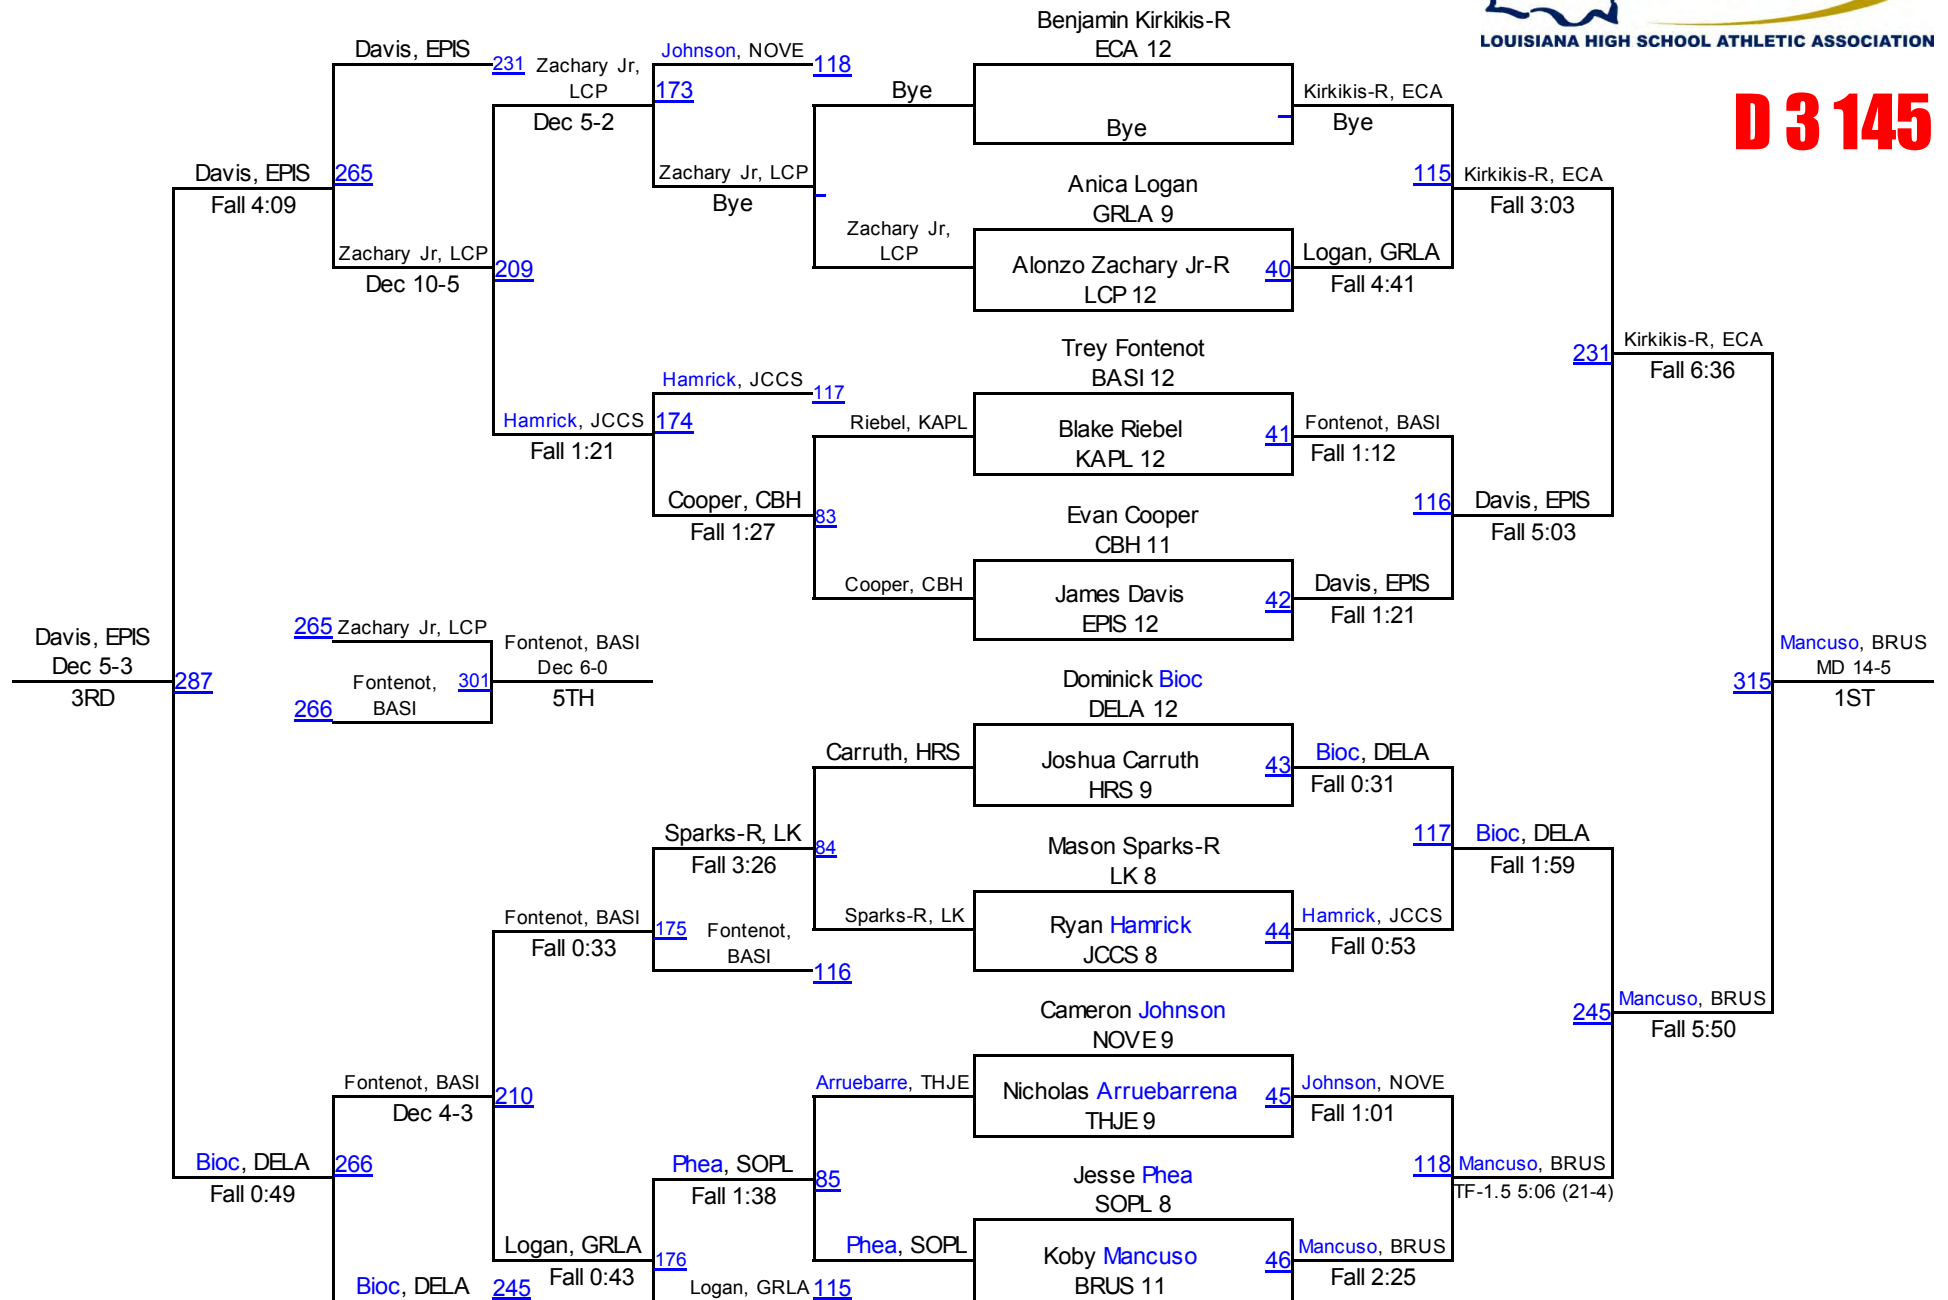 LOUISIANA HIGH SCHOOL ATHLETIC ASSOCIATION
D 3 145
Davis, EPIS
231
Zachary Jr,
LCP
173
Dec 5-2
Johnson, NOVE
118
Bye
Benjamin Kirkikis-R
ECA 12
Bye
Kirkikis-R, ECA
Bye
Davis, EPIS
265
Fall 4:09
Zachary Jr, LCP
Bye
Anica Logan
GRLA 9
115
Kirkikis-R, ECA
Fall 3:03
Zachary Jr, LCP
209
Dec 10-5
Zachary Jr,
LCP
Alonzo Zachary Jr-R
LCP 12
40
Logan, GRLA
Fall 4:41
Trey Fontenot
BASI 12
231
Kirkikis-R, ECA
Fall 6:36
Hamrick, JCCS
117
Hamrick, JCCS
174
Fall 1:21
Riebel, KAPL
Blake Riebel
KAPL 12
41
Fontenot, BASI
Fall 1:12
Cooper, CBH
83
Fall 1:27
Evan Cooper
CBH 11
116
Davis, EPIS
Fall 5:03
Cooper, CBH
James Davis
EPIS 12
42
Davis, EPIS
Fall 1:21
Davis, EPIS
Dec 5-3
287
3RD
265
Zachary Jr, LCP
Fontenot,
BASI
266
301
Fontenot, BASI
Dec 6-0
5TH
Mancuso, BRUS
MD 14-5
315
1ST
Dominick Bioc
DELA 12
Carruth, HRS
Joshua Carruth
HRS 9
43
Bioc, DELA
Fall 0:31
Sparks-R, LK
84
Fall 3:26
Mason Sparks-R
LK 8
117
Bioc, DELA
Fall 1:59
Fontenot, BASI
175
Fall 0:33
Fontenot,
BASI
116
Sparks-R, LK
Ryan Hamrick
JCCS 8
44
Hamrick, JCCS
Fall 0:53
Cameron Johnson
NOVE 9
245
Mancuso, BRUS
Fall 5:50
Fontenot, BASI
210
Dec 4-3
Arruebarre, THJE
Nicholas Arruebarrena
THJE 9
45
Johnson, NOVE
Fall 1:01
Bioc, DELA
266
Fall 0:49
Phea, SOPL
85
Fall 1:38
Jesse Phea
SOPL 8
118
Mancuso, BRUS
TF-1.5 5:06 (21-4)
Logan, GRLA
176
Fall 0:43
Phea, SOPL
Koby Mancuso
BRUS 11
46
Mancuso, BRUS
Fall 2:25
Bioc, DELA
245
Logan, GRLA
115